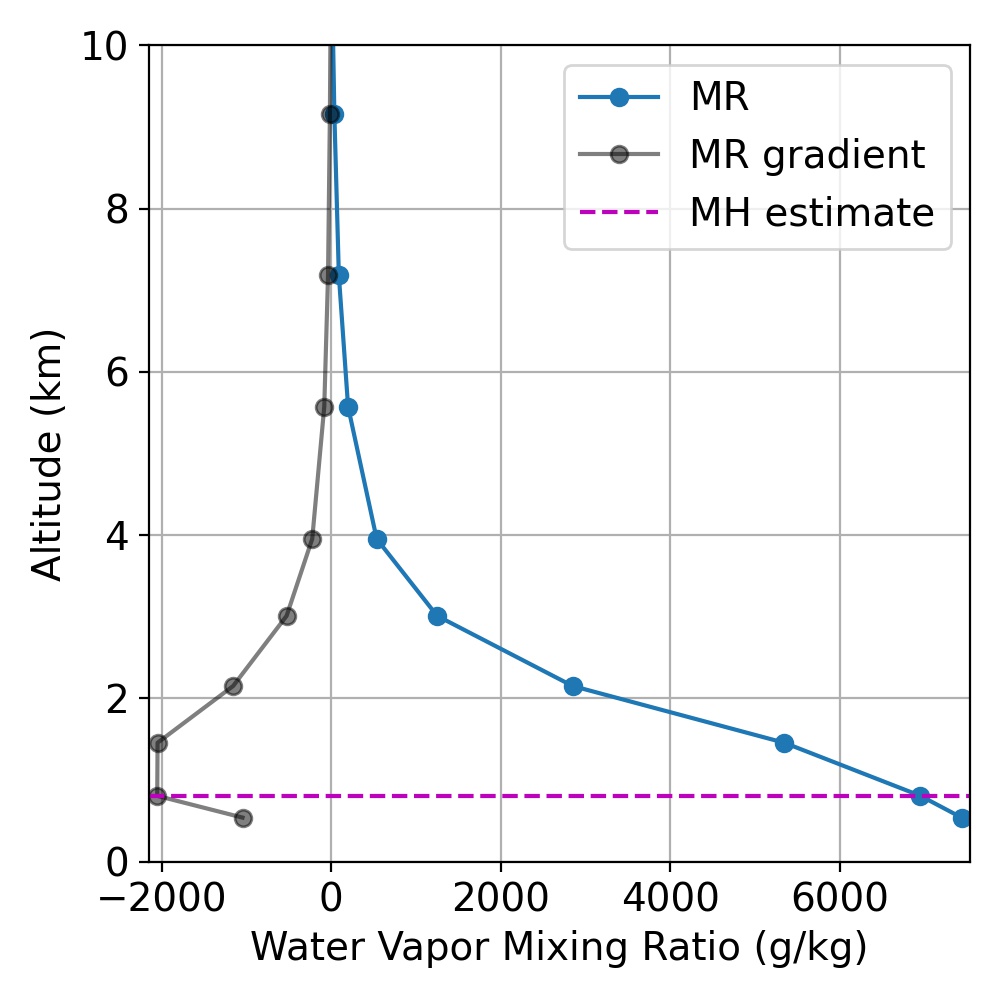 10
8
6
4
2
0
Altitude (km)
MR
MR gradient
MH estimate
−2000 0 2000 4000 6000
Water Vapor Mixing Ratio (g/kg)